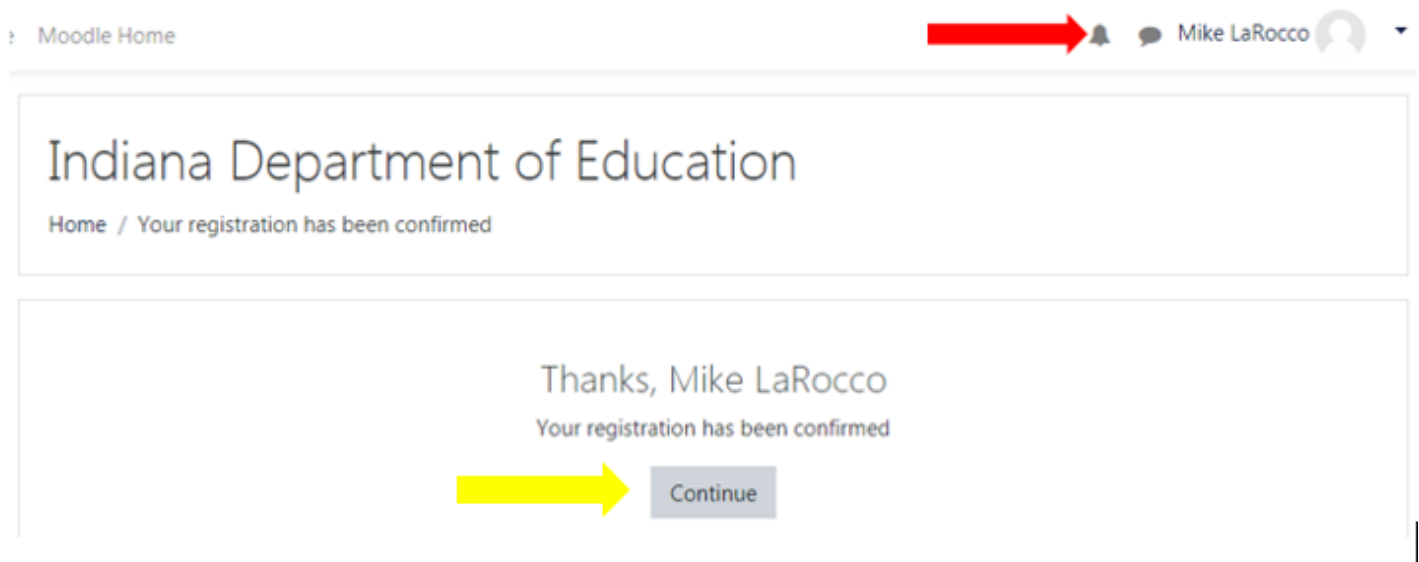 Moodle Home
Mike LaRocco
Indiana Department of Education
Home / Your registration has been confirmed
Thanks, Mike LaRocco
Your registration has been confirmed
Continue